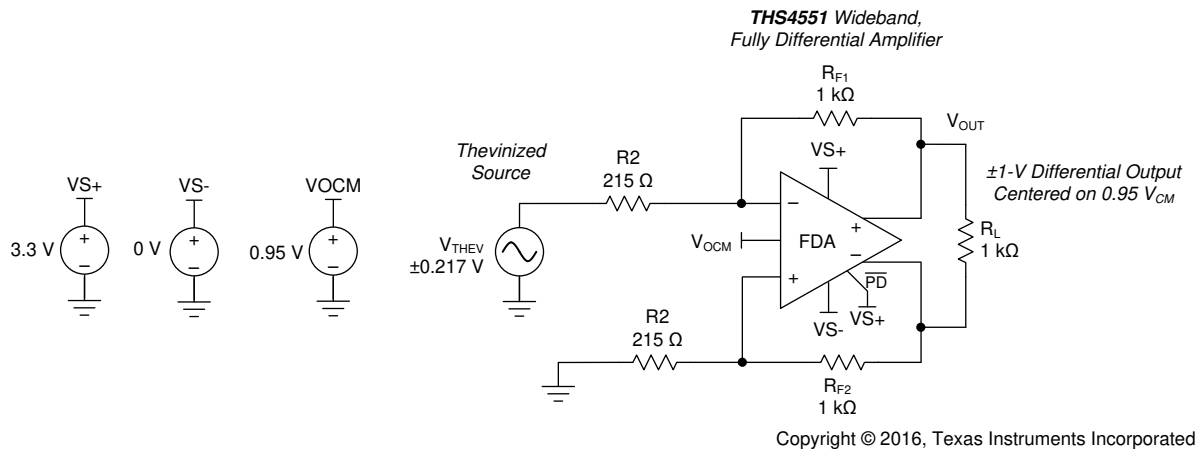 THS4551 Wideband,
Fully Differential Amplifier
RF1
1 kΩ
VOUT
Thevinized
Source
R2
215 Ω
VS+
±1-V Differential Output
Centered on 0.95 VCM
VS+
VS-
VOCM
+
–
3.3 V
+
–
0 V
+
–
0.95 V
VTHEV
±0.217 V
–
VOCM
FDA
+
–
+
PD
VS-
VS+
RL
1 kΩ
R2
215 Ω
RF2
1 kΩ
Copyright © 2016, Texas Instruments Incorporated